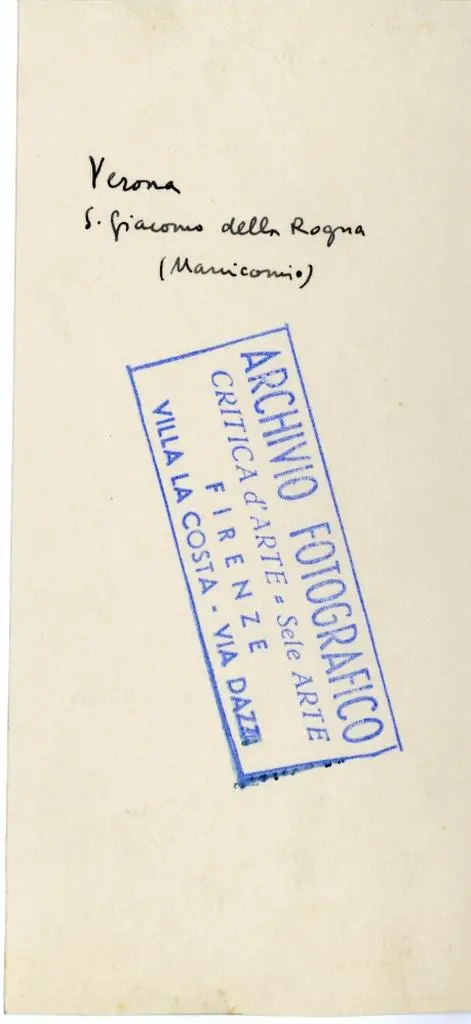 Verona
S. Giacomo della Rogna
(Manicomio)
ARCHIVIO FOTOGRAFICO
CRITICA d'ARTE = Sele ARTE
FIRENZE
VILLA LA COSTA - VIA DAZZI